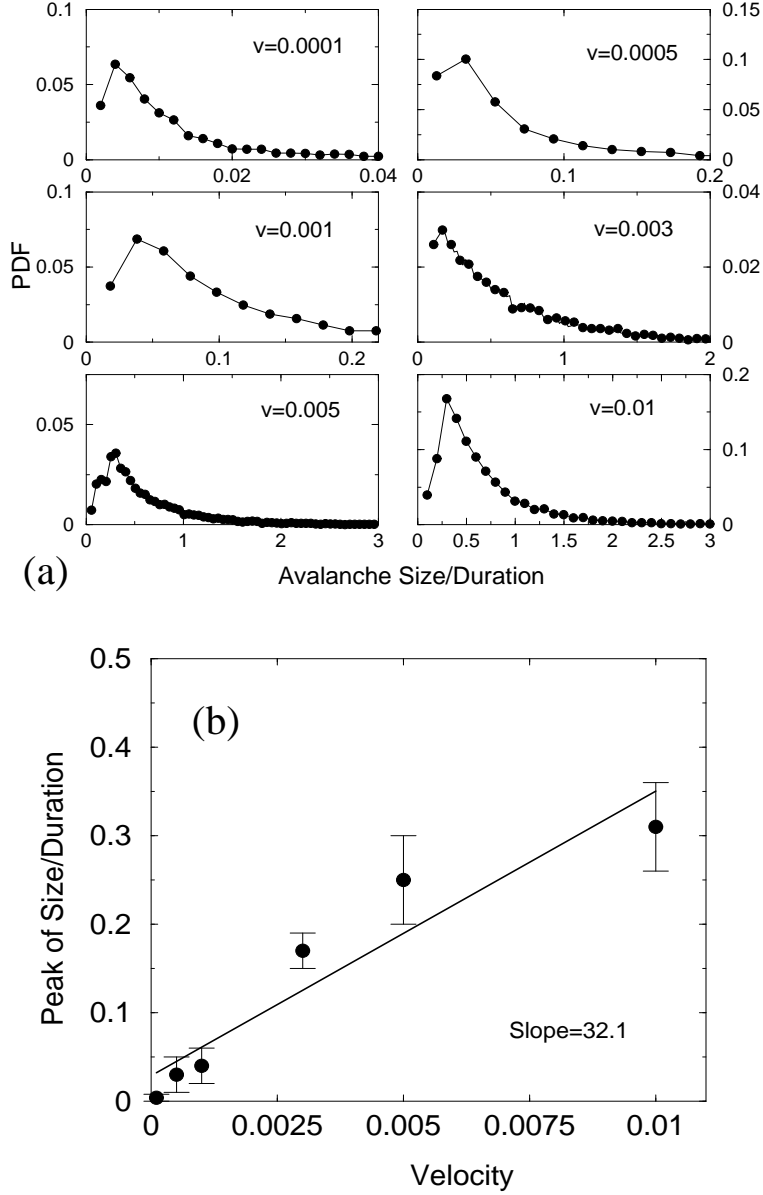 0.1
v=0.0001
0.05
0
0 0.02 0.04
0.15
v=0.0005
0.1
0.05
0
0 0.1 0.2
0.1
v=0.001
0.05
0
0 0.1 0.2
0.04
v=0.003
0.02
0
0 1 2
PDF
v=0.005
0.05
0
0 1 2 3
0.2
v=0.01
0.1
0
0 0.5 1 1.5 2 2.5 3
(a)
Avalanche Size/Duration
0.5
(b)
0.4
0.3
0.2
0.1
Slope=32.1
0
0 0.0025 0.005 0.0075 0.01
Peak of Size/Duration
Velocity